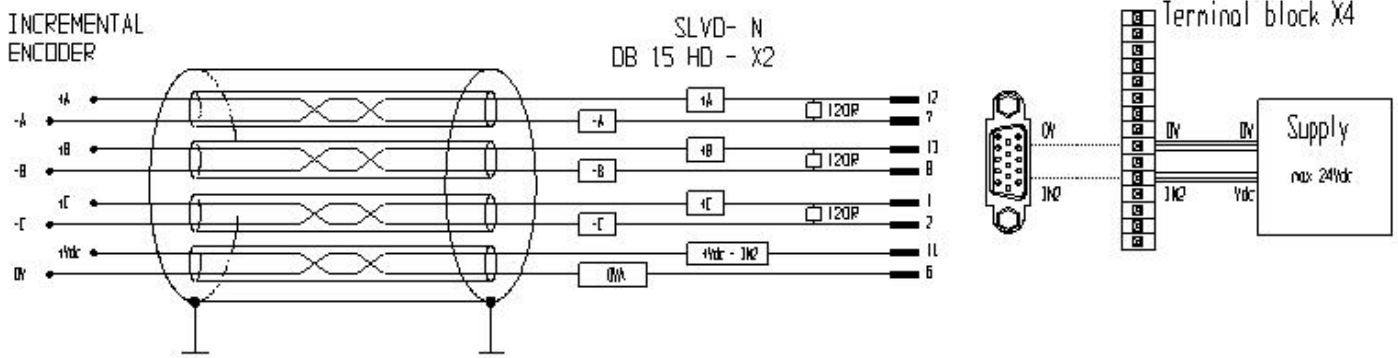 INCREMENTAL
ENCODER
SLVD- N
DB 15 HD - X2
Terminal block X4
+A
+A
120R
12
-A
-A
7
+B
+B
120R
13
-B
-B
8
+C
+C
120R
1
-C
-C
2
+Vdc
+Vdc - IN2
11
0V
0VA
6
0V
0V
0V
Supply
max 24Vdc
IN2
IN2
Vdc